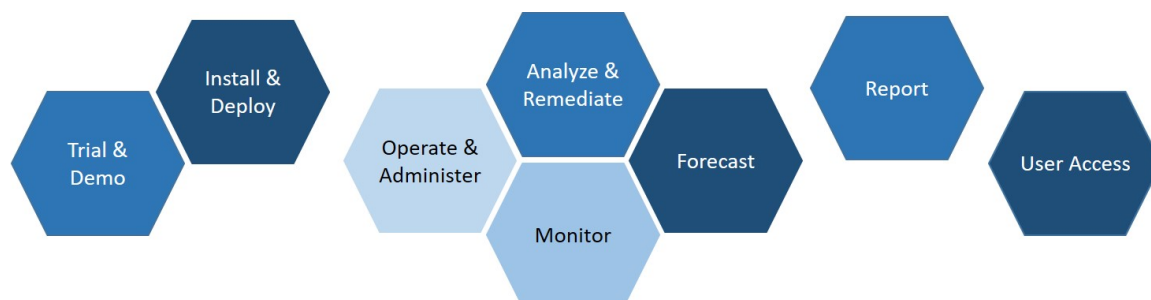 Trial &
Demo
Install &
Deploy
Operate &
Administer
Analyze &
Remediate
Monitor
Forecast
Report
User Access